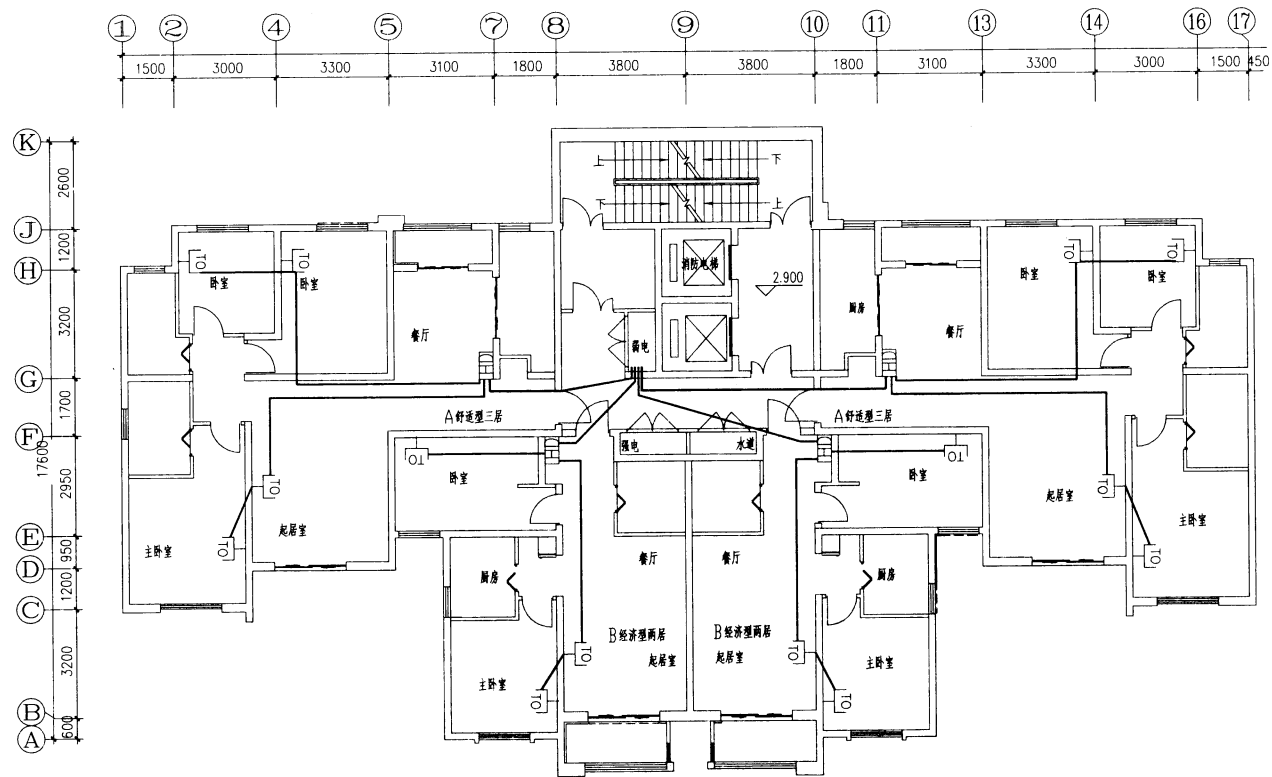 1 2 4 5 7 8 9 10 11 13 14 16 17
1500 3000 3300 3100 1800 3800 3800 1800 3100 3300 3000 1500 450
K
2600
上 下
下
上
J
1200
TO TO TO TO
H
消防电梯
卧室 卧室 卧室 卧室
2.900
3200
厨房
餐厅 餐厅
弱电
G
1700
A舒适型三居 A舒适型三居
F
17600
强电 水道
TO TO
卧室 卧室
2950
TO TO
起居室 起居室
主卧室 主卧室
TO TO
E
950
餐厅 餐厅
D
厨房 厨房
1200
C
B经济型两居 B经济型两居
起居室 起居室
TO TO
3200
主卧室 主卧室
主卧室
TO TO
B
600
A